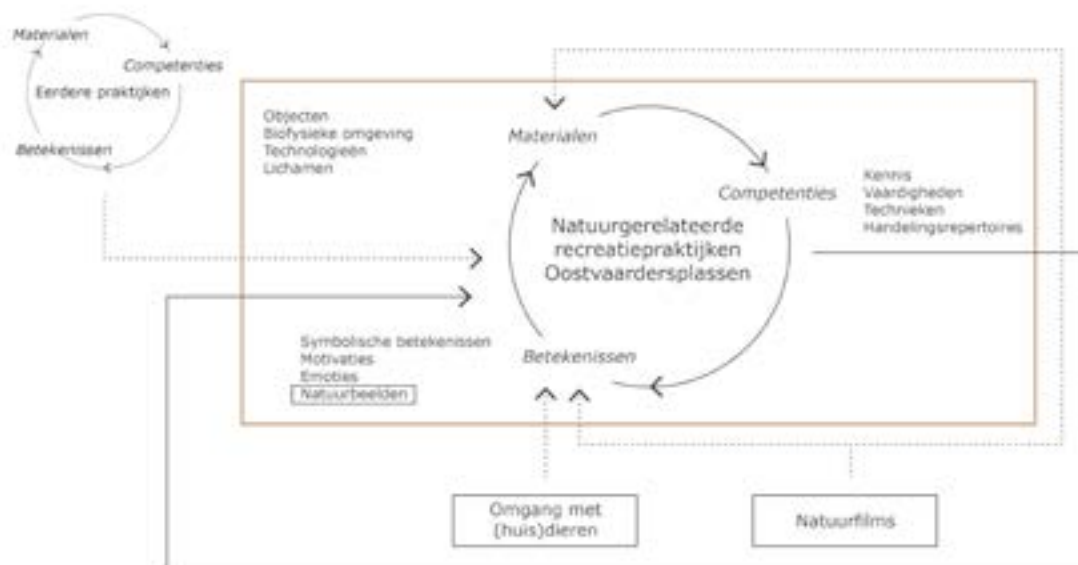 Materialen
Competenties
Eerdere praktijken
Betekenissen
Objecten
Biofysieke omgeving
Technologieën
Lichamen
Materialen
Competenties
Kennis
Vaardigheden
Technieken
Handelingsrepertoires
Natuurgerelateerde
recreatiepraktijken
Oostvaardersplassen
Symbolische betekenissen
Motivaties
Emoties
Natuurbeelden
Betekenissen
Omgang met
(huis)dieren
Natuurfilms